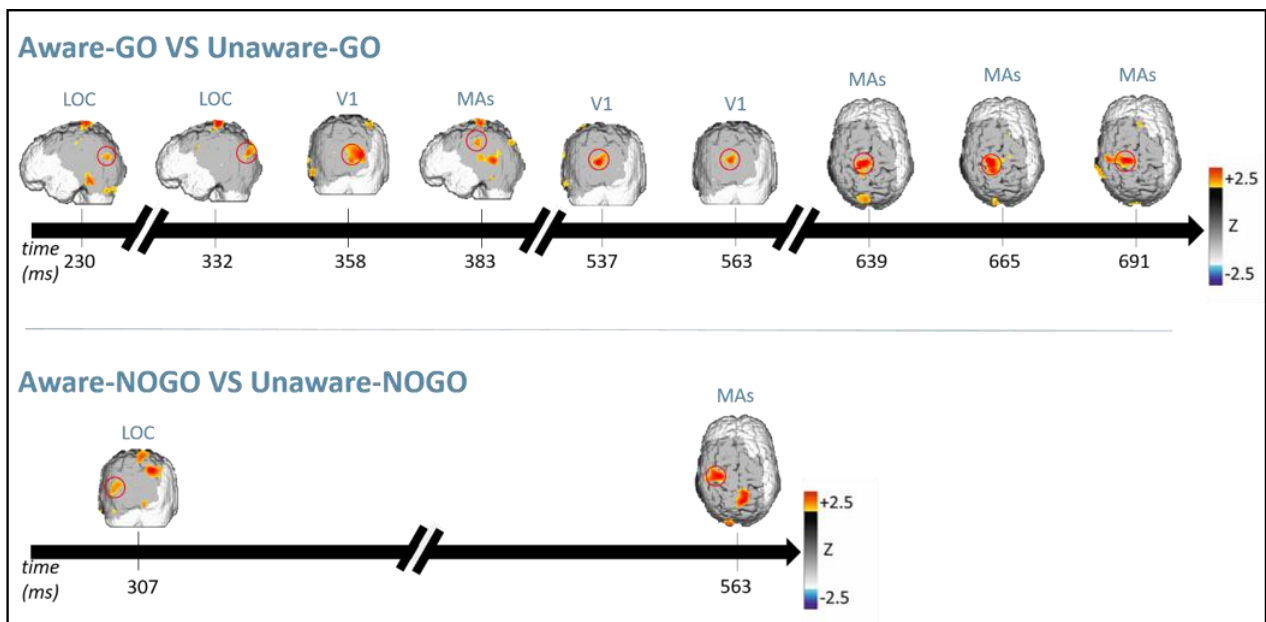 Aware-GO VS Unaware-GO
LOC LOC V1 MAs V1 V1 MAs MAs MAs
+2.5
Z
-2.5
time
(ms)
230 332 358 383 537 563 639 665 691
Aware-NOGO VS Unaware-NOGO
LOC MAs
+2.5
Z
-2.5
time
(ms)
307 563